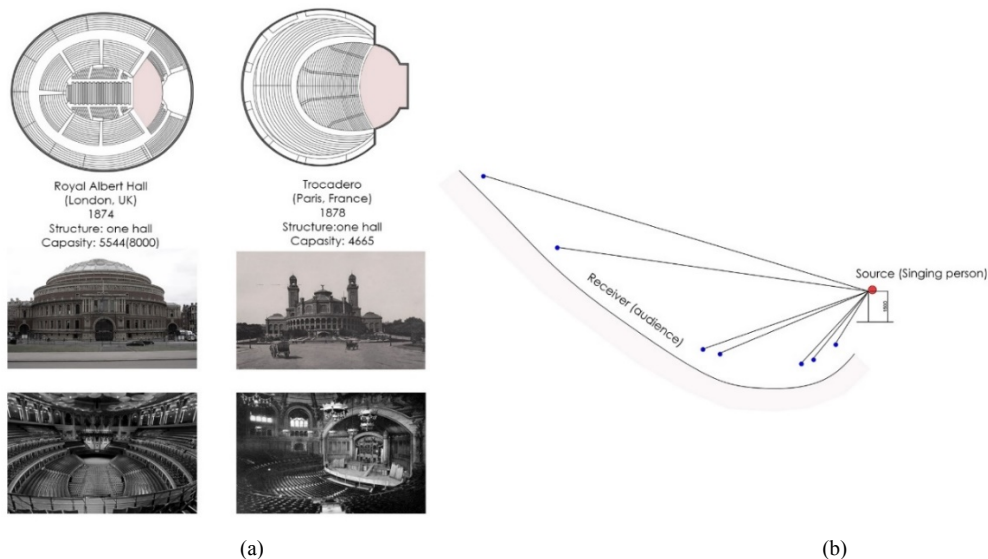 Royal Albert Hall
(London, UK)
1874
Structure: one hall
Capasity: 5544(8000)
Trocadero
(Paris, France)
1878
Structure:one hall
Capasity: 4665
Source (Singing person)
Receiver (audience)
(a)
(b)